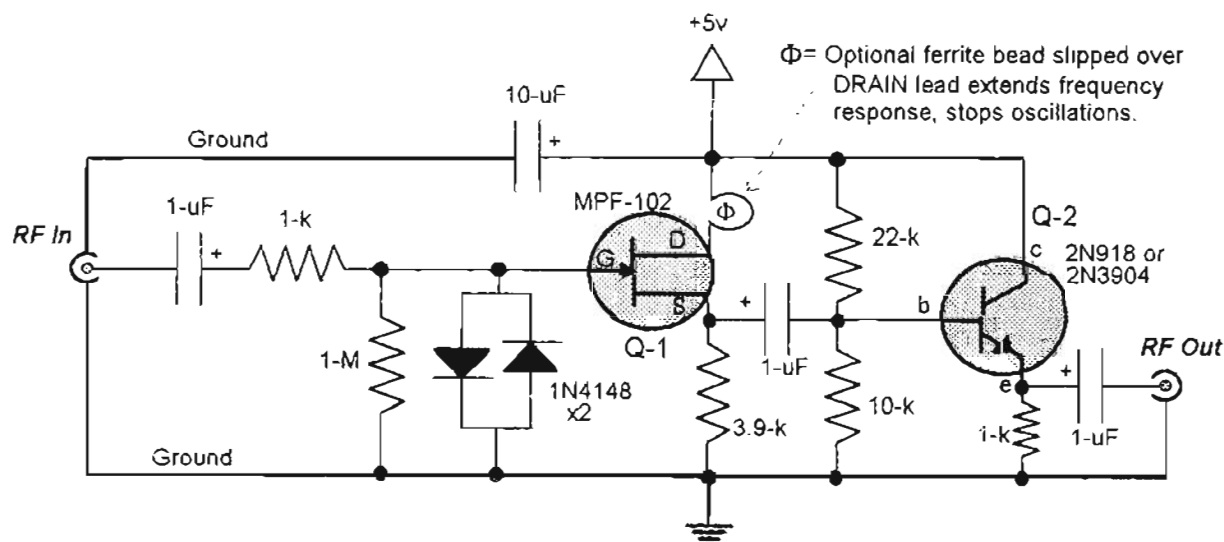 +5v
Φ= Optional ferrite bead slipped over
DRAIN lead extends frequency
response, stops oscillations.
10-uF
Ground
1-uF
+
1-k
+
MPF-102
Φ
RF In
D
G
S
Q-1
22-k
Q-2
c
2N918 or
2N3904
b
+
1-uF
1-M
1N4148
x2
3.9-k
10-k
e
1-k
+
1-uF
RF Out
Ground